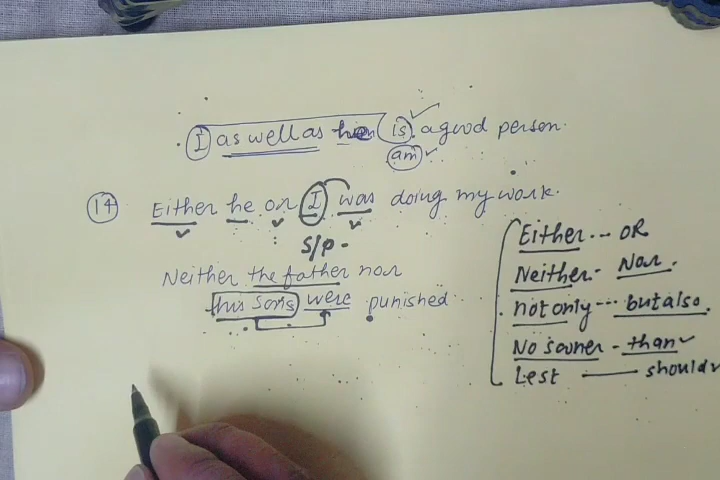 I as well as he is a good person.
am
14 Either he or I was doing my work.
S/P -
Neither the father nor
his sons were punished
Either --- OR
Neither - Nor.
not only --- but also.
No sooner - than
Lest —— should